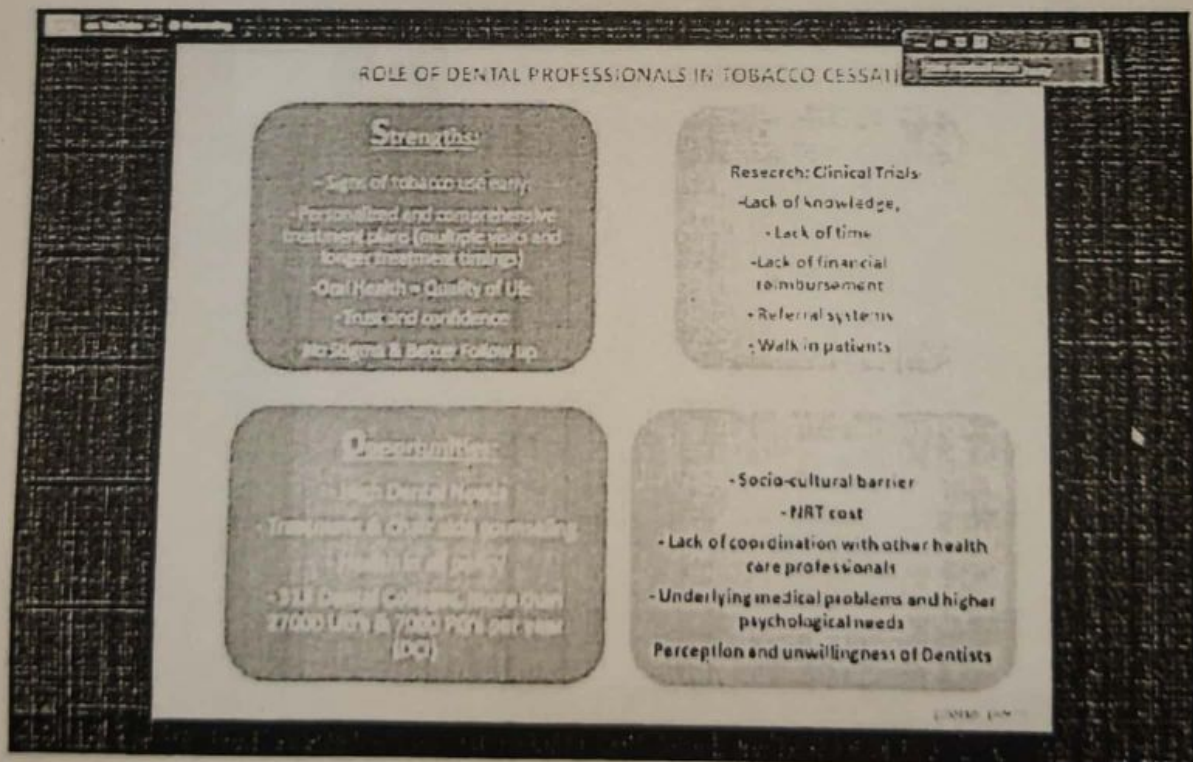 ROLE OF DENTAL PROFESSIONALS IN TOBACCO CESSATI
Strengths:
- Signs of tobacco use early.
- Personalized and comprehensive
treatment plans (multiple visits and
longer treatment timings)
-Oral Health = Quality of Life
- Trust and confidence
No Stigma & Better Follow up
Research: Clinical Trials
-Lack of knowledge,
- Lack of time
-Lack of financial
reimbursement
- Referral systems
- Walk in patients
Opportunities:
- High Dental Needs
- Treatment & Chair side
- 313 Dental Colleges, more than
27000 UG's & 7000 PG's per year
(DCI)
- Socio-cultural barrier
- NRT cost
- Lack of coordination with other health
care professionals
- Underlying medical problems and higher
psychological needs
Perception and unwillingness of Dentists